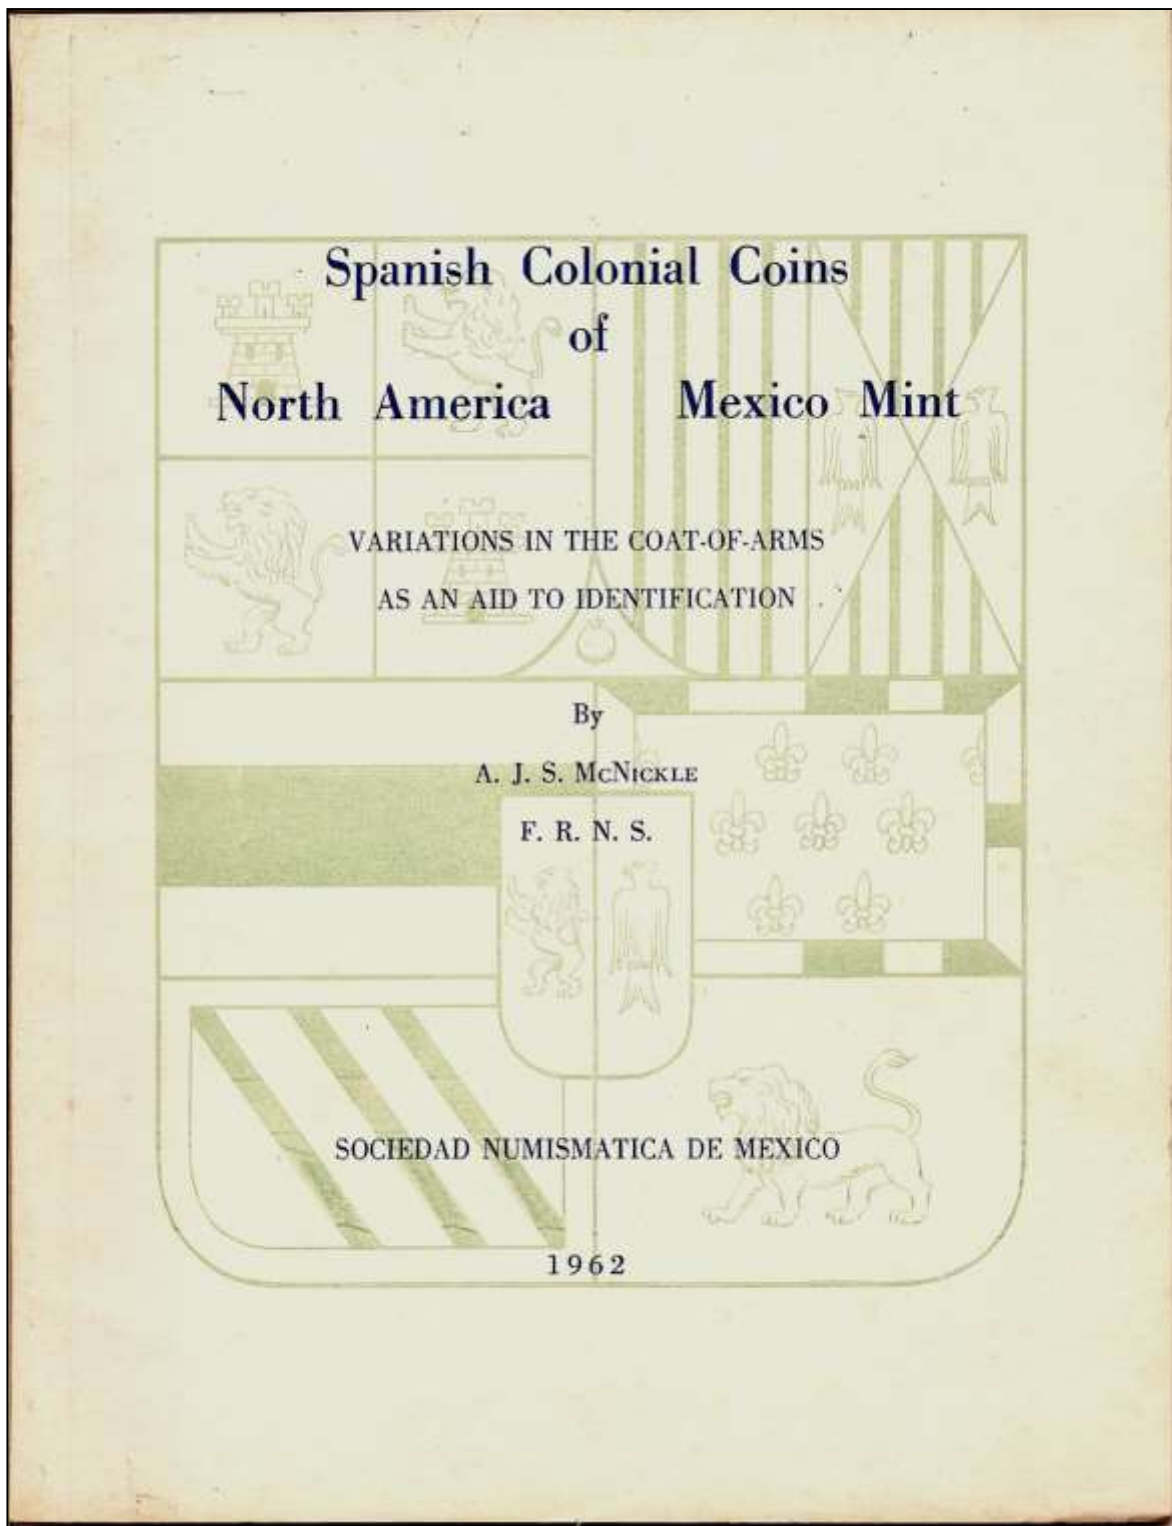 Spanish Colonial Coins
of
North America Mexico Mint
VARIATIONS IN THE COAT-OF-ARMS
AS AN AID TO IDENTIFICATION
By
A. J. S. McNickle
F. R. N. S.
SOCIEDAD NUMISMATICA DE MEXICO
1962